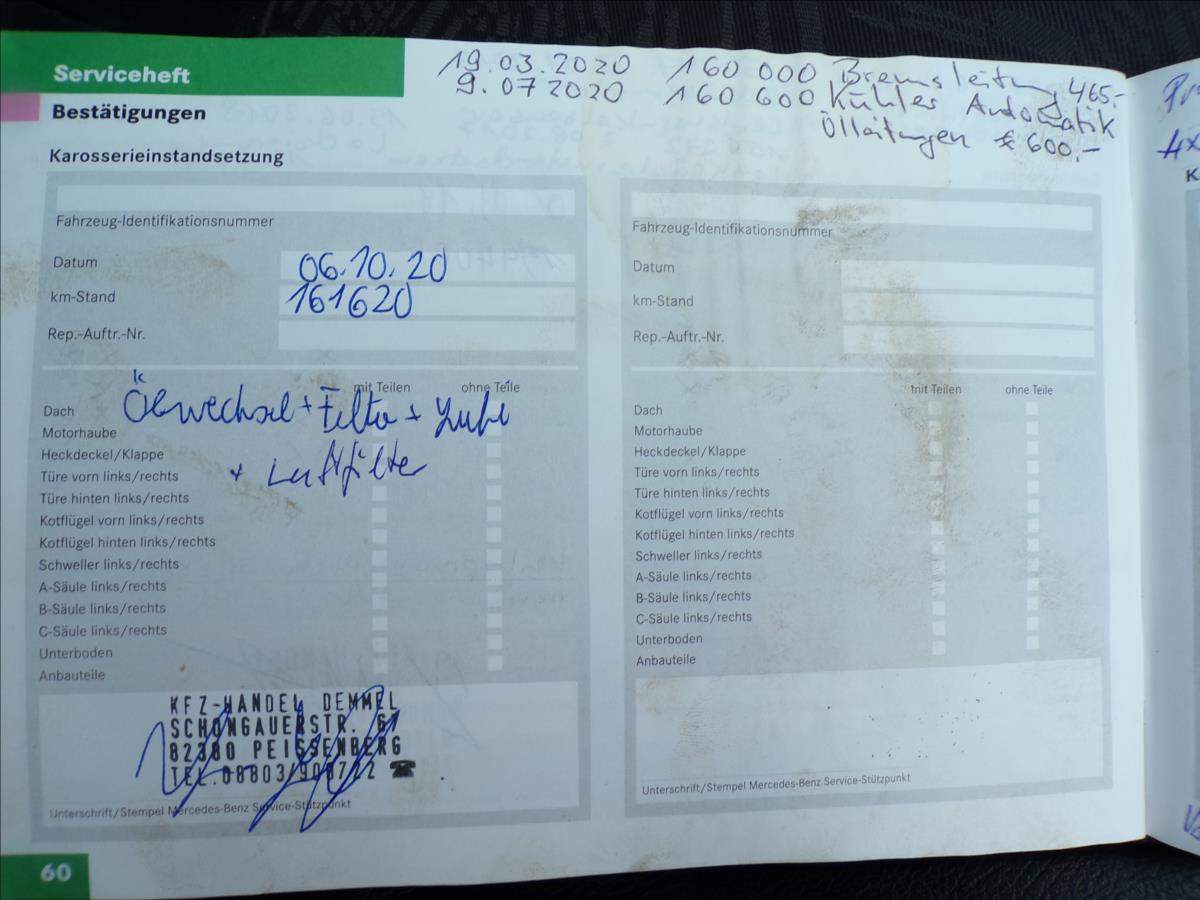 Serviceheft
19.03.2020 160 000 Bremsleitung 465.-
9.07.2020 160 600 Kühler Automatik
Ölleitungen € 600,-
Bestätigungen
Karosserieinstandsetzung
Fahrzeug-Identifikationsnummer
Datum 06.10.20
km-Stand 161620
Rep.-Auftr.-Nr.
mit Teilen ohne Teile
Ölwechsel + Filter +
+ Luftfilter
Dach
Motorhaube
Heckdeckel/Klappe
Türe vorn links/rechts
Türe hinten links/rechts
Kotflügel vorn links/rechts
Kotflügel hinten links/rechts
Schweller links/rechts
A-Säule links/rechts
B-Säule links/rechts
C-Säule links/rechts
Unterboden
Anbauteile
KFZ-HANDEL DEMMEL
SCHONGAUERSTR. 67
82380 PEISSENBERG
Unterschrift/Stempel Mercedes-Benz Service-Stützpunkt
60
Fahrzeug-Identifikationsnummer
Datum
km-Stand
Rep.-Auftr.-Nr.
mit Teilen ohne Teile
Dach
Motorhaube
Heckdeckel/Klappe
Türe vorn links/rechts
Türe hinten links/rechts
Kotflügel vorn links/rechts
Kotflügel hinten links/rechts
Schweller links/rechts
A-Säule links/rechts
B-Säule links/rechts
C-Säule links/rechts
Unterboden
Anbauteile
Unterschrift/Stempel Mercedes-Benz Service-Stützpunkt